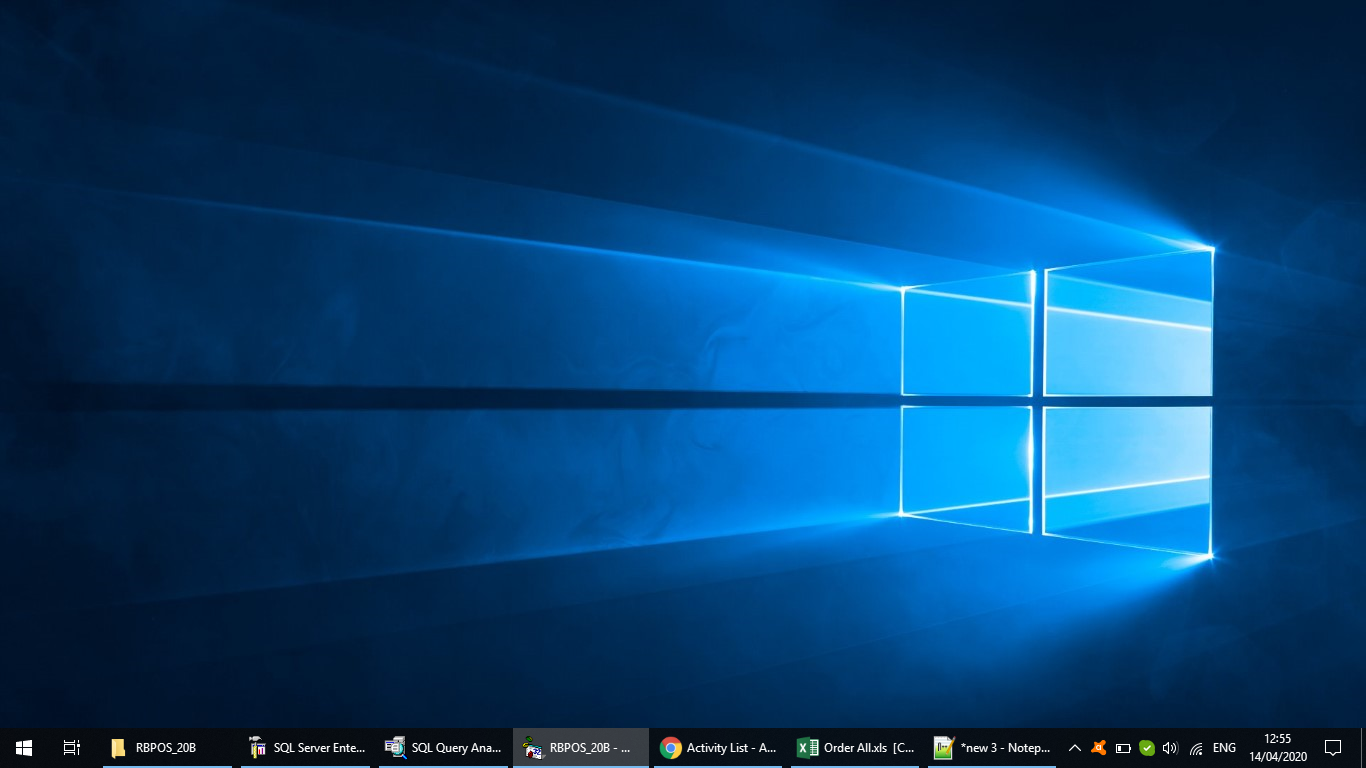 RBPOS_20B
SQL Server Ente...
SQL Query Ana...
RBPOS_20B - ...
Activity List - A...
Order All.xls [C...
*new 3 - Notep...
ENG
12:55
14/04/2020